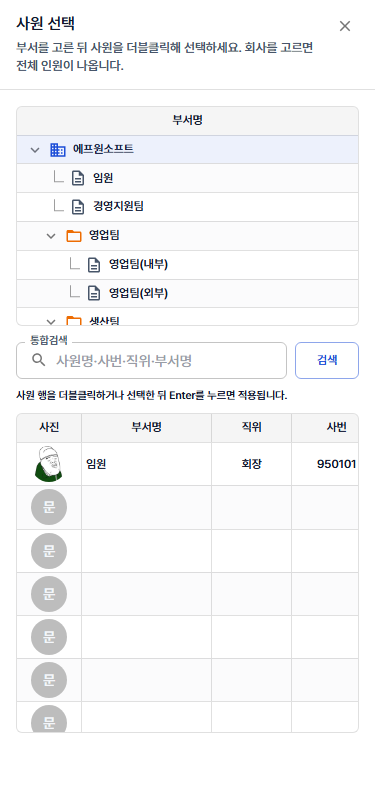 사원 선택
부서를 고른 뒤 사원을 더블클릭해 선택하세요. 회사를 고르면
전체 인원이 나옵니다.
부서명
에프원소프트
임원
경영지원팀
영업팀
영업팀(내부)
영업팀(외부)
생산팀
통합검색
사원명·사번·직위·부서명
검색
사원 행을 더블클릭하거나 선택한 뒤 Enter를 누르면 적용됩니다.
사진 부서명 직위 사번
임원 회장 950101
문
문
문
문
문
문